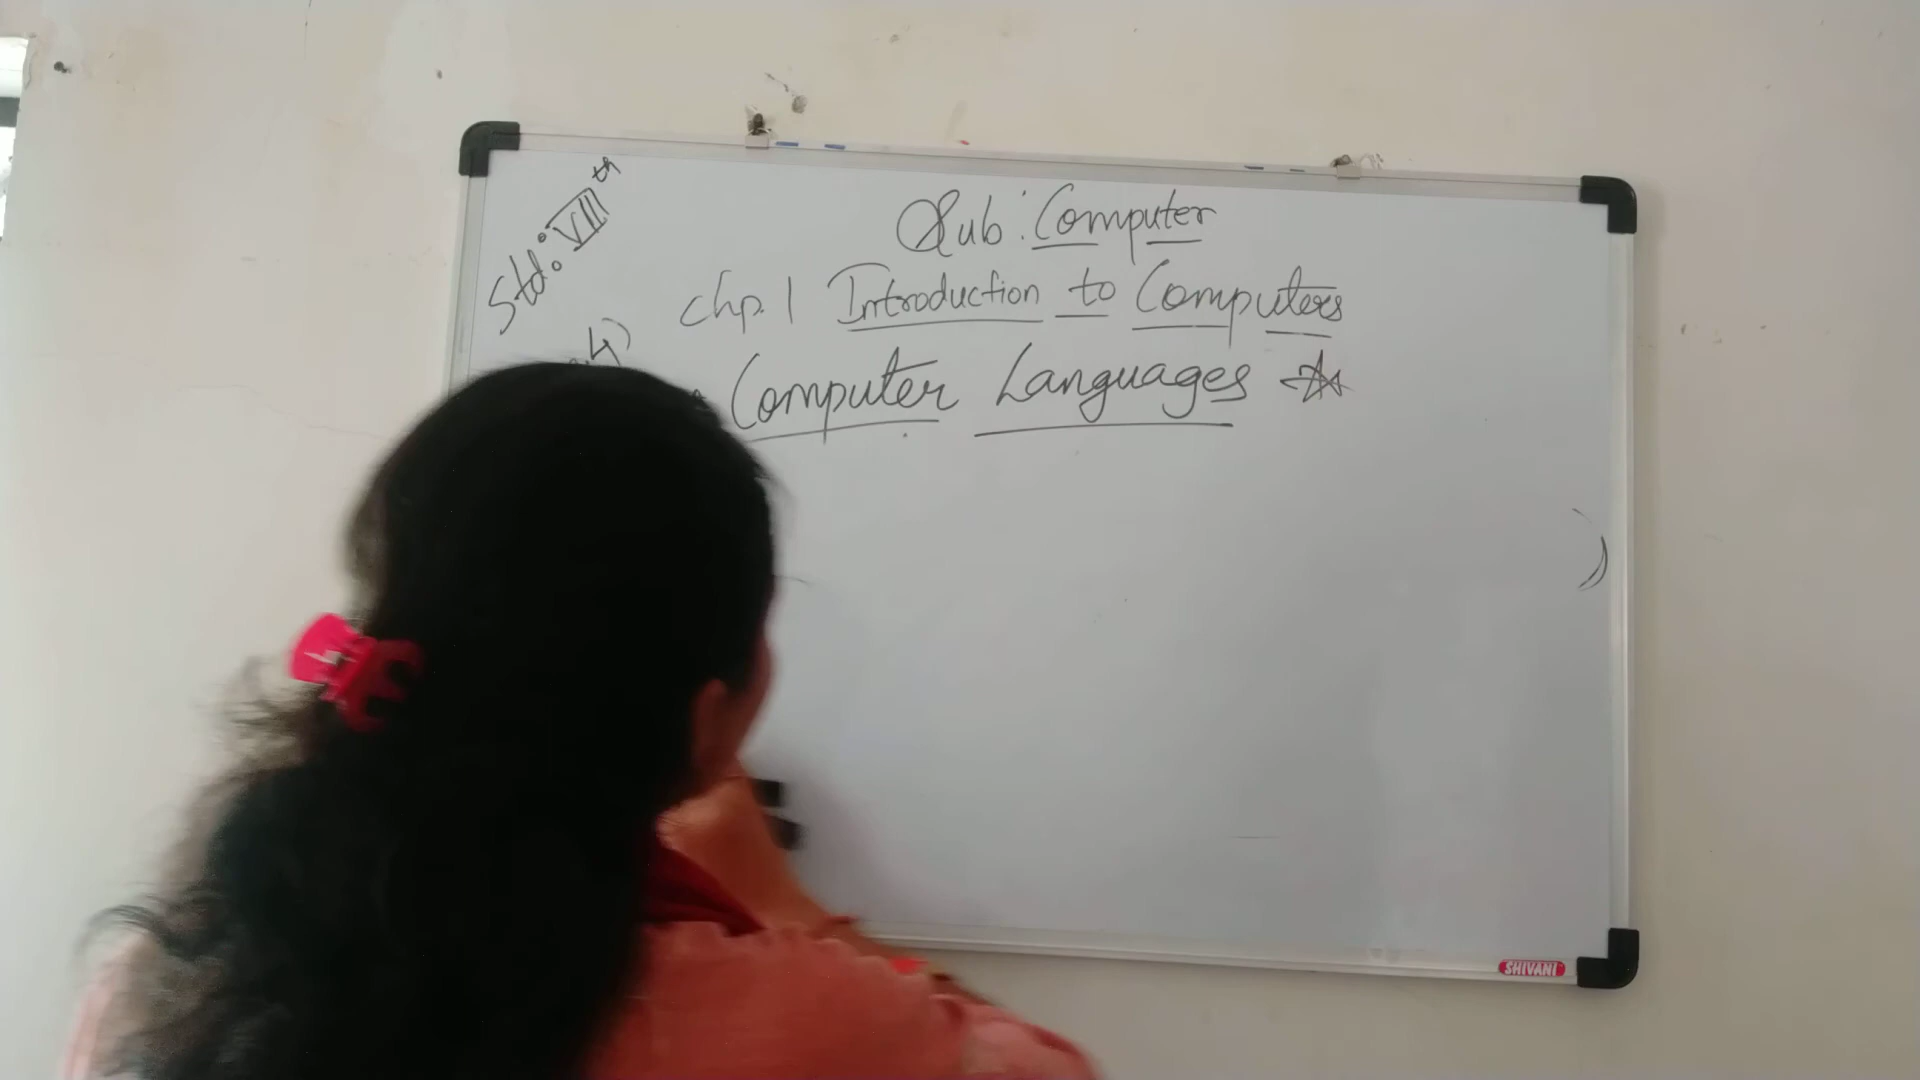 Std: VIIIth
Sub: Computer
Chp. 1 Introduction to Computers
Computer Languages
SHIVANI